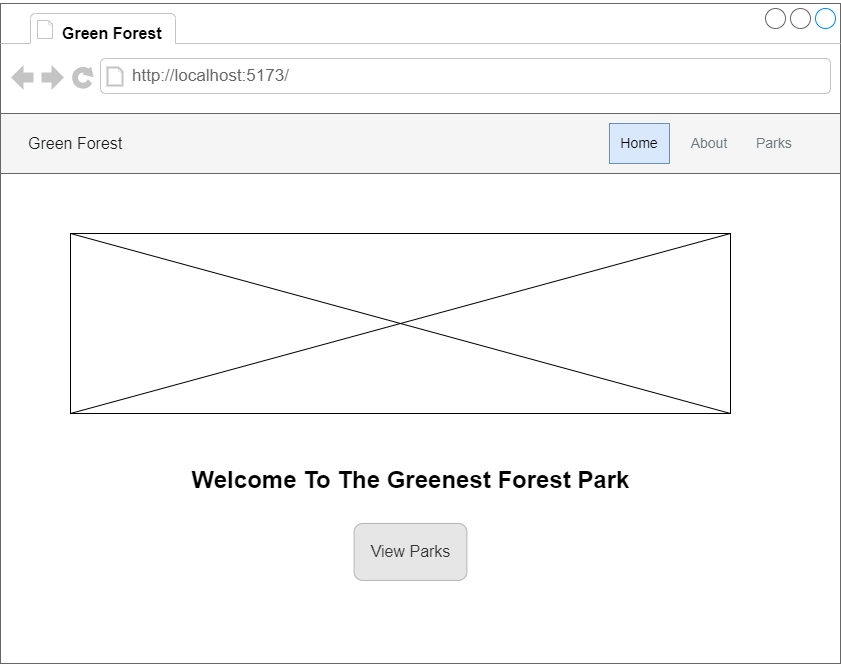 Green Forest
http://localhost:5173/
Green Forest Home About Parks
Welcome To The Greenest Forest Park
View Parks